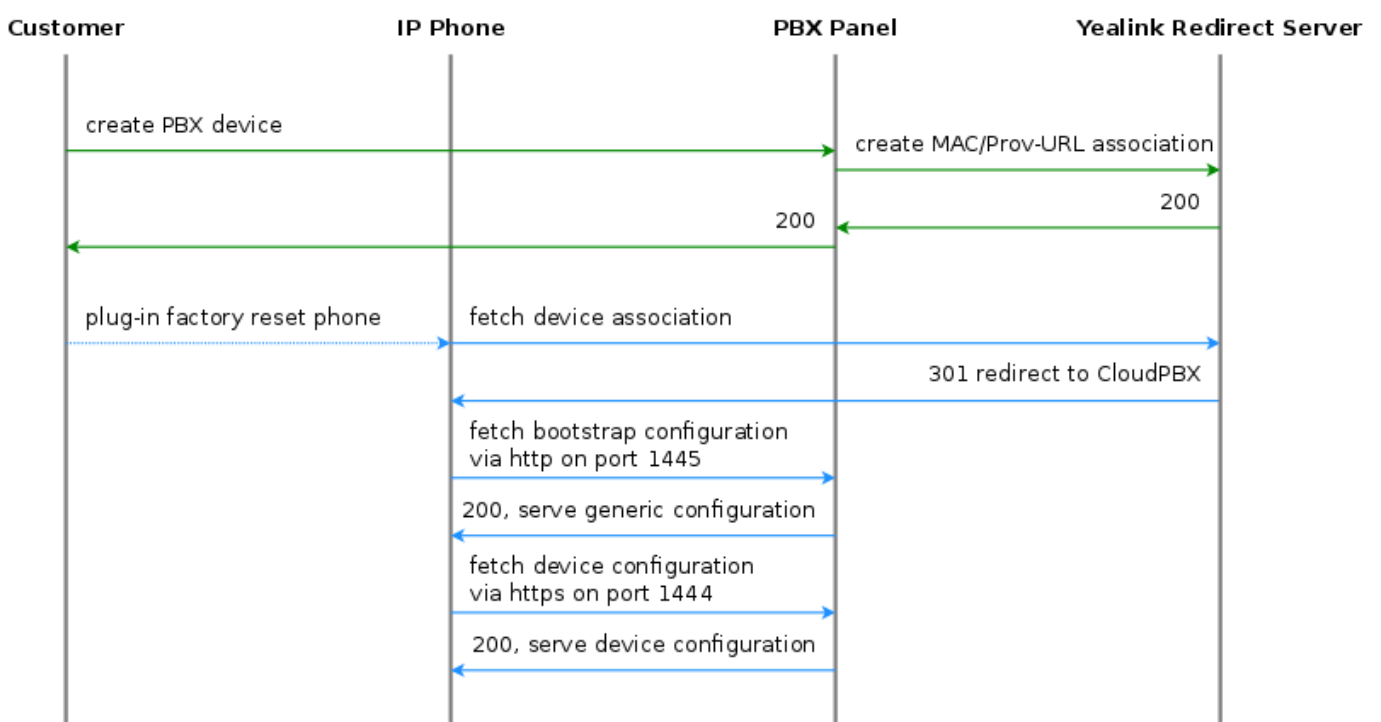 Customer
IP Phone
PBX Panel
Yealink Redirect Server
create PBX device
create MAC/Prov-URL association
200
200
plug-in factory reset phone
fetch device association
301 redirect to CloudPBX
fetch bootstrap configuration
via http on port 1445
200, serve generic configuration
fetch device configuration
via https on port 1444
200, serve device configuration